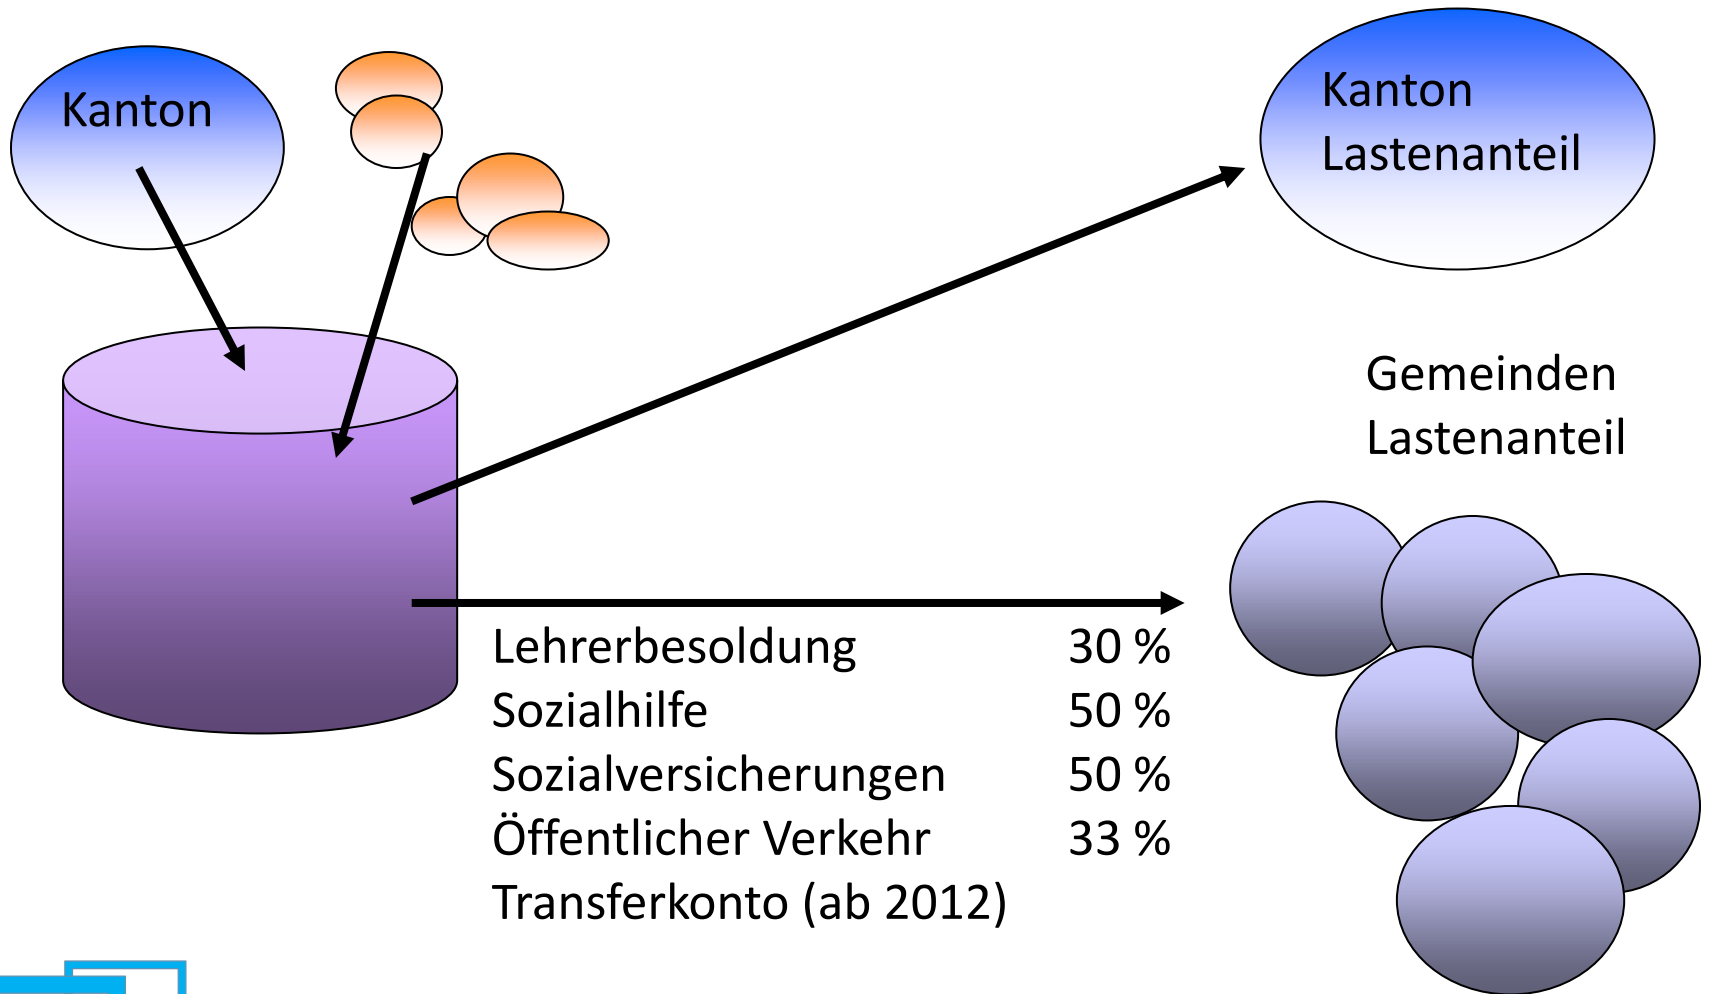 Kanton
Kanton
Lastenanteil
Gemeinden
Lastenanteil
Lehrerbesoldung 30 %
Sozialhilfe 50 %
Sozialversicherungen 50 %
Öffentlicher Verkehr 33 %
Transferkonto (ab 2012)